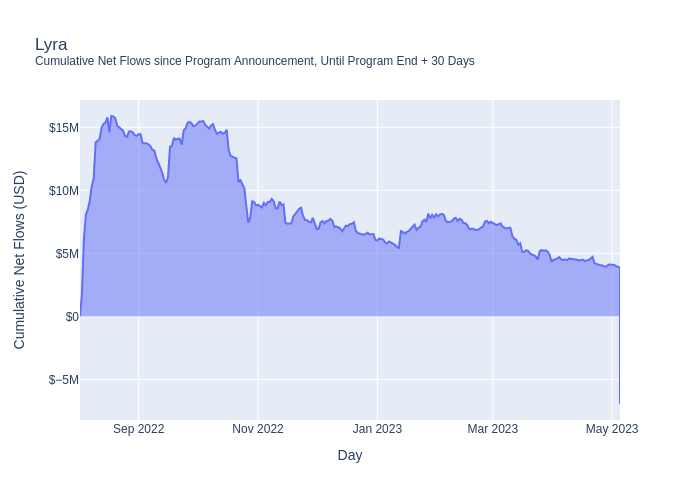 Lyra
Cumulative Net Flows since Program Announcement, Until Program End + 30 Days
Cumulative Net Flows (USD)
$15M
$10M
$5M
$0
$−5M
Sep 2022
Nov 2022
Jan 2023
Mar 2023
May 2023
Day